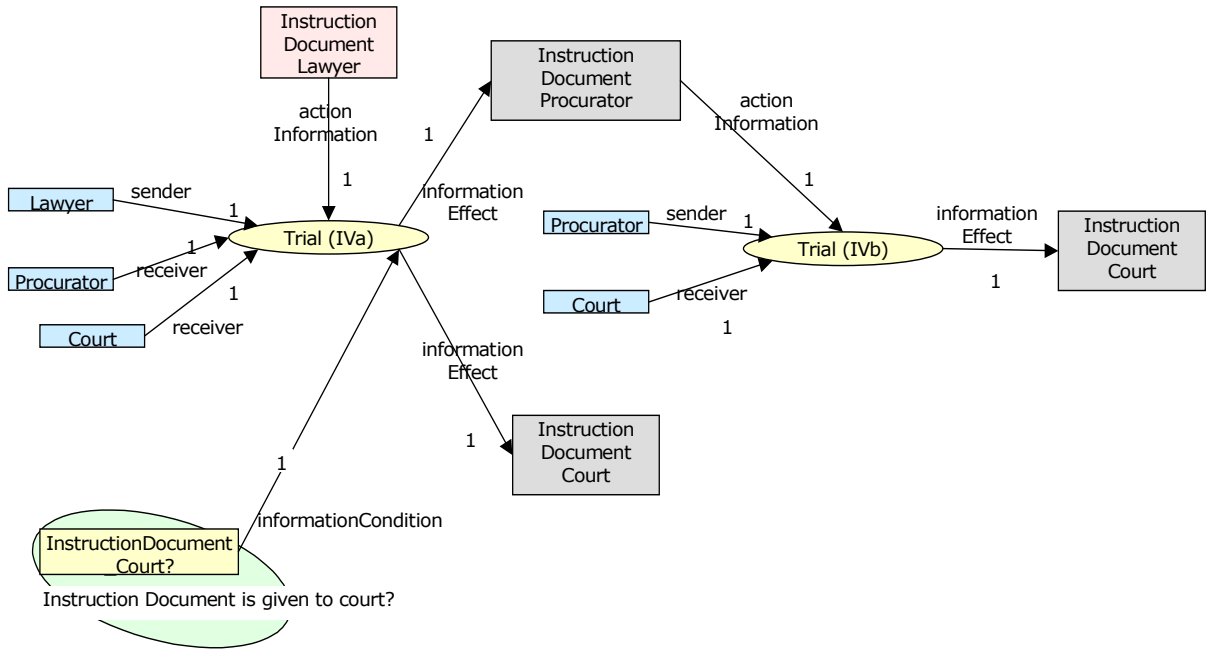 Instruction
Document
Lawyer
action
Information
1
Lawyer
sender
1
Procurator
receiver
1
Court
receiver
1
Trial (IVa)
1
information
Effect
Instruction
Document
Procurator
action
Information
1
Procurator
sender
1
Court
receiver
1
Trial (IVb)
information
Effect
1
Instruction
Document
Court
information
Effect
1
Instruction
Document
Court
1
informationCondition
InstructionDocument
_Court?
Instruction Document is given to court?